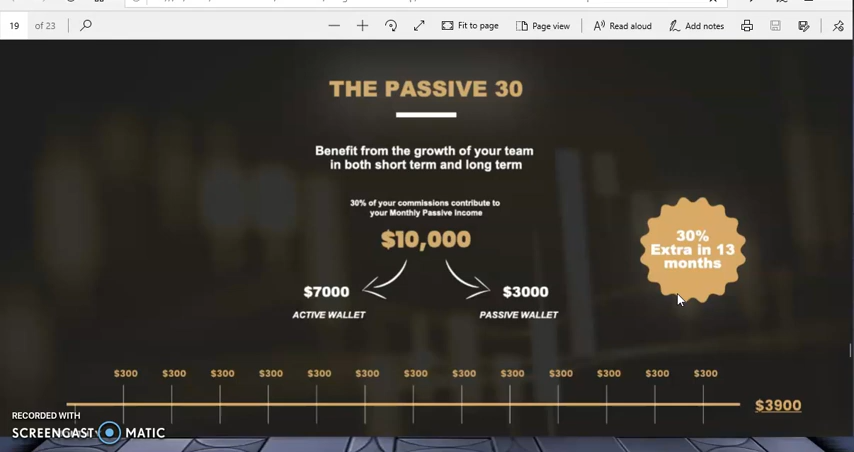 19 of 23 Fit to page Page view Read aloud Add notes
THE PASSIVE 30
Benefit from the growth of your team
in both short term and long term
30% of your commissions contribute to
your Monthly Passive Income
$10,000
30%
Extra in 13
months
$7000 $3000
ACTIVE WALLET PASSIVE WALLET
$300 $300 $300 $300 $300 $300 $300 $300 $300 $300 $300 $300 $300
$3900
RECORDED WITH
SCREENCAST MATIC